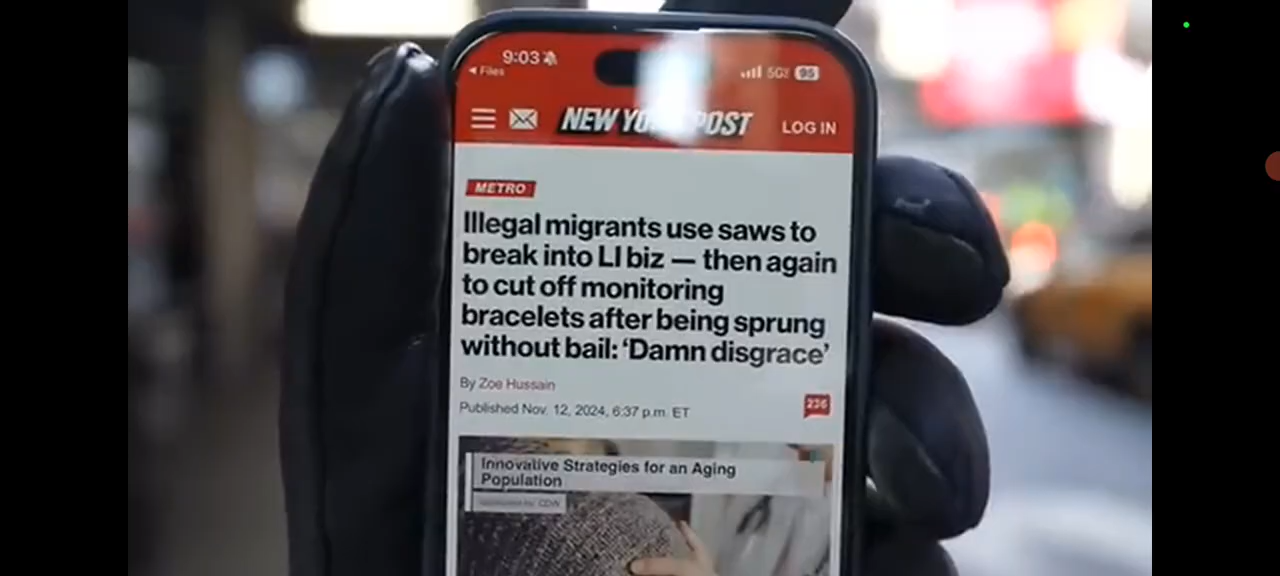 9:03
◀ Files
95
NEW YORK POST
LOG IN
METRO
Illegal migrants use saws to
break into LI biz — then again
to cut off monitoring
bracelets after being sprung
without bail: ‘Damn disgrace’
By Zoe Hussain
Published Nov. 12, 2024, 6:37 p.m. ET
236
Innovative Strategies for an Aging
Population
CDW